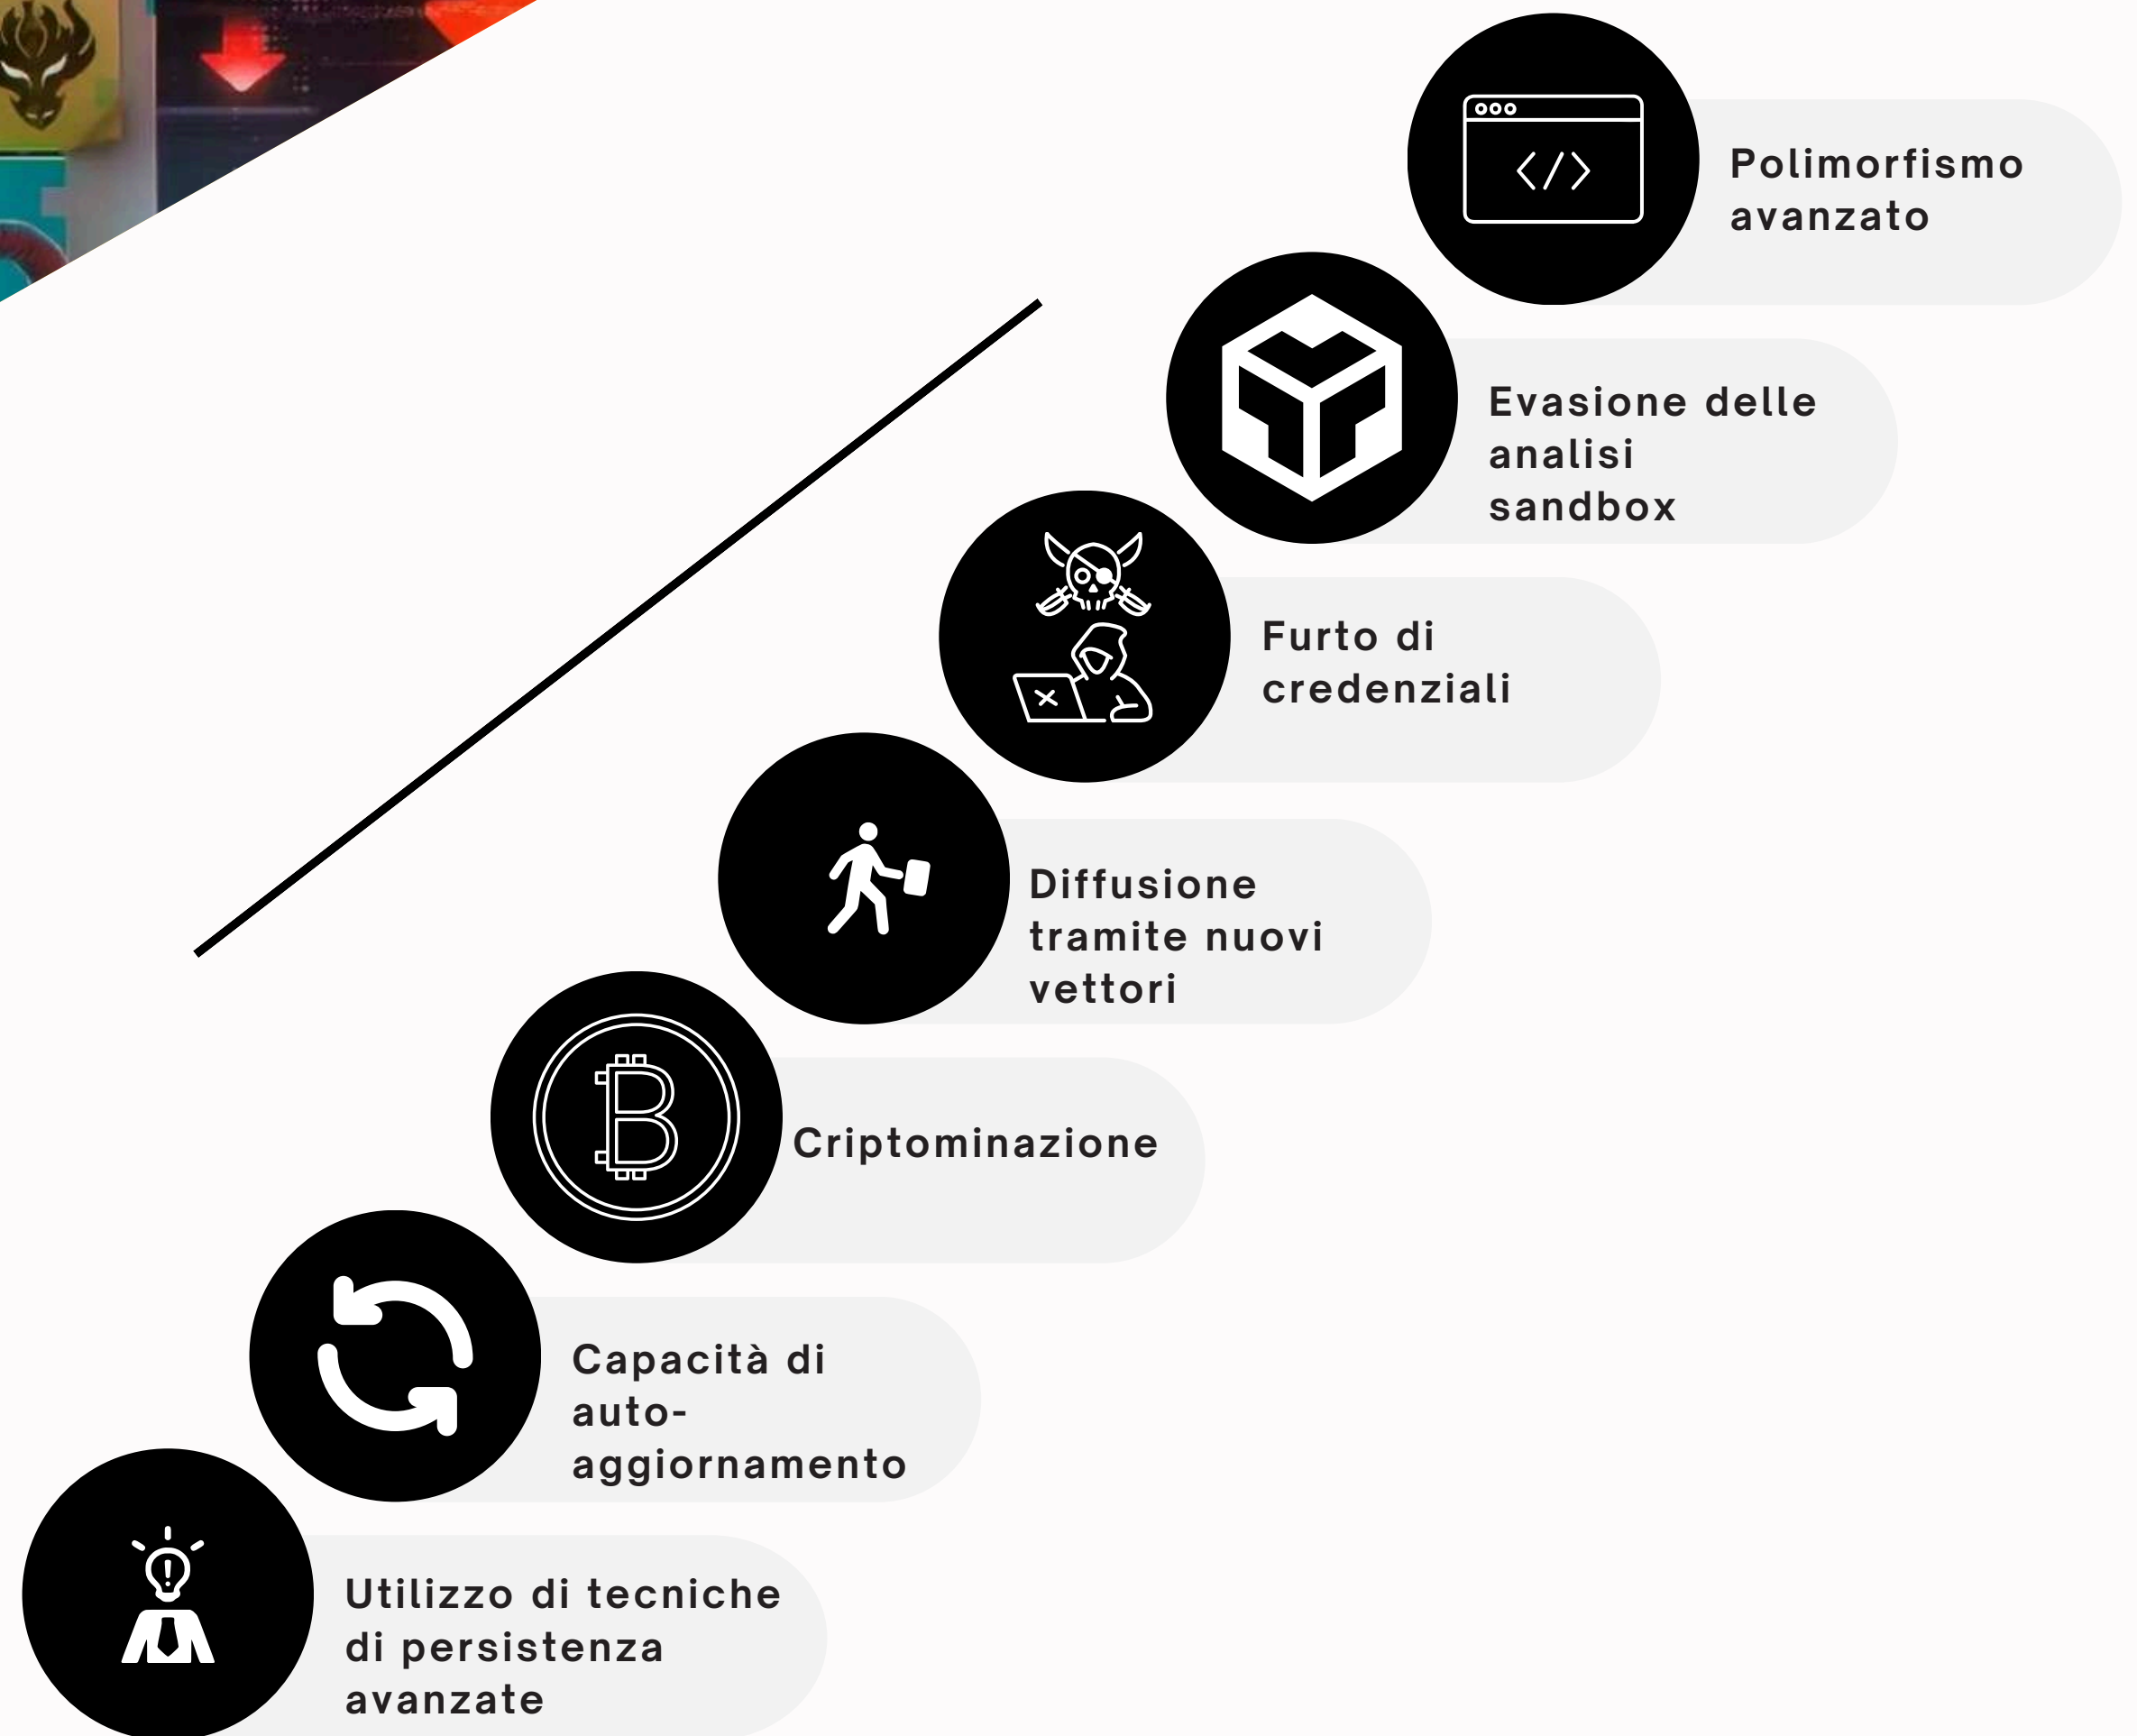 Polimorfismo
avanzato
Evasione delle
analisi
sandbox
Furto di
credenziali
Diffusione
tramite nuovi
vettori
Criptominazione
Capacità di
auto-
aggiornamento
Utilizzo di tecniche
di persistenza
avanzate